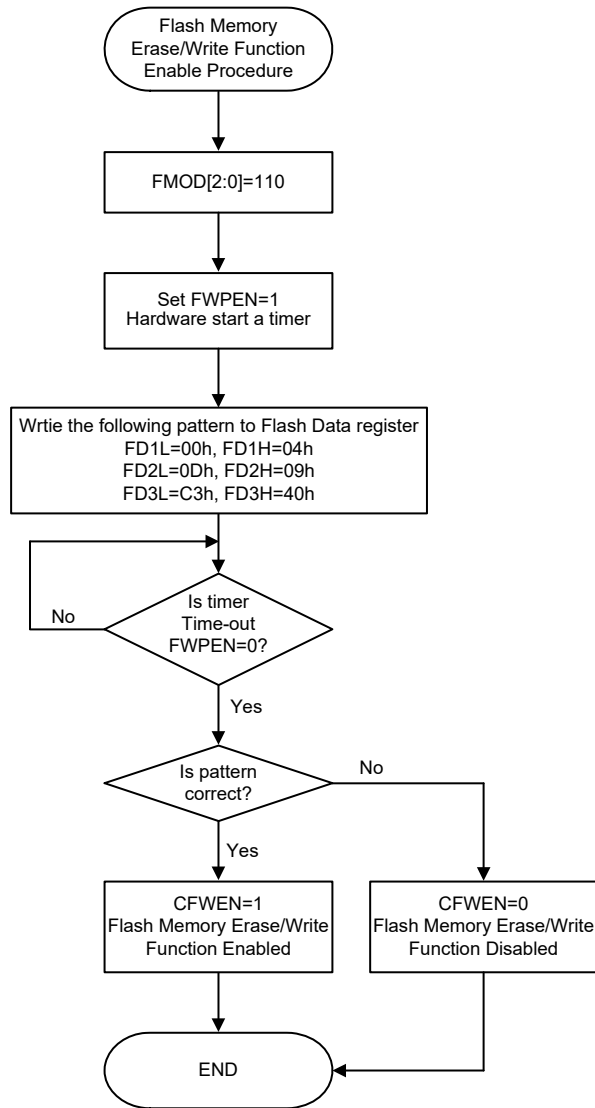 Flash Memory
Erase/Write Function
Enable Procedure
FMOD[2:0]=110
Set FWPEN=1
Hardware start a timer
Wrtie the following pattern to Flash Data register
FD1L=00h, FD1H=04h
FD2L=0Dh, FD2H=09h
FD3L=C3h, FD3H=40h
Is timer
Time-out
FWPEN=0?
No
Yes
Is pattern
correct?
No
Yes
CFWEN=1
Flash Memory Erase/Write
Function Enabled
CFWEN=0
Flash Memory Erase/Write
Function Disabled
END